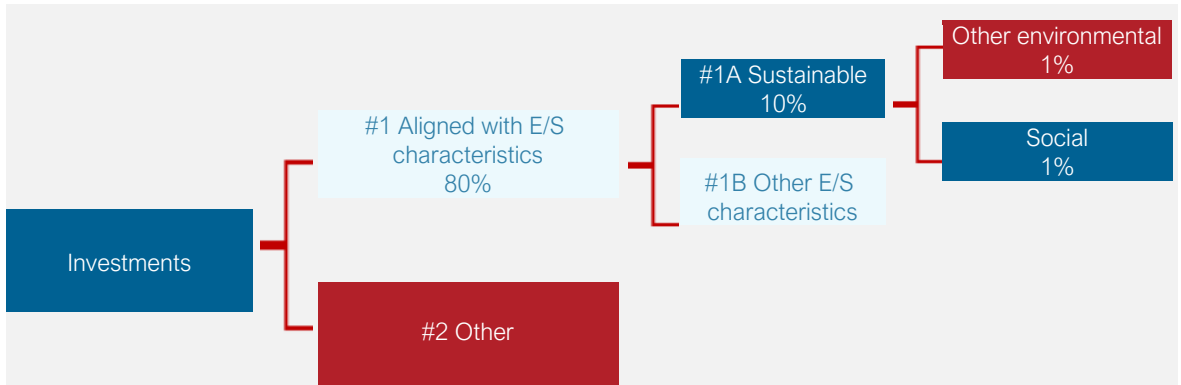 Investments
#1 Aligned with E/S
characteristics
80%
#2 Other
#1A Sustainable
10%
#1B Other E/S
characteristics
Other environmental
1%
Social
1%